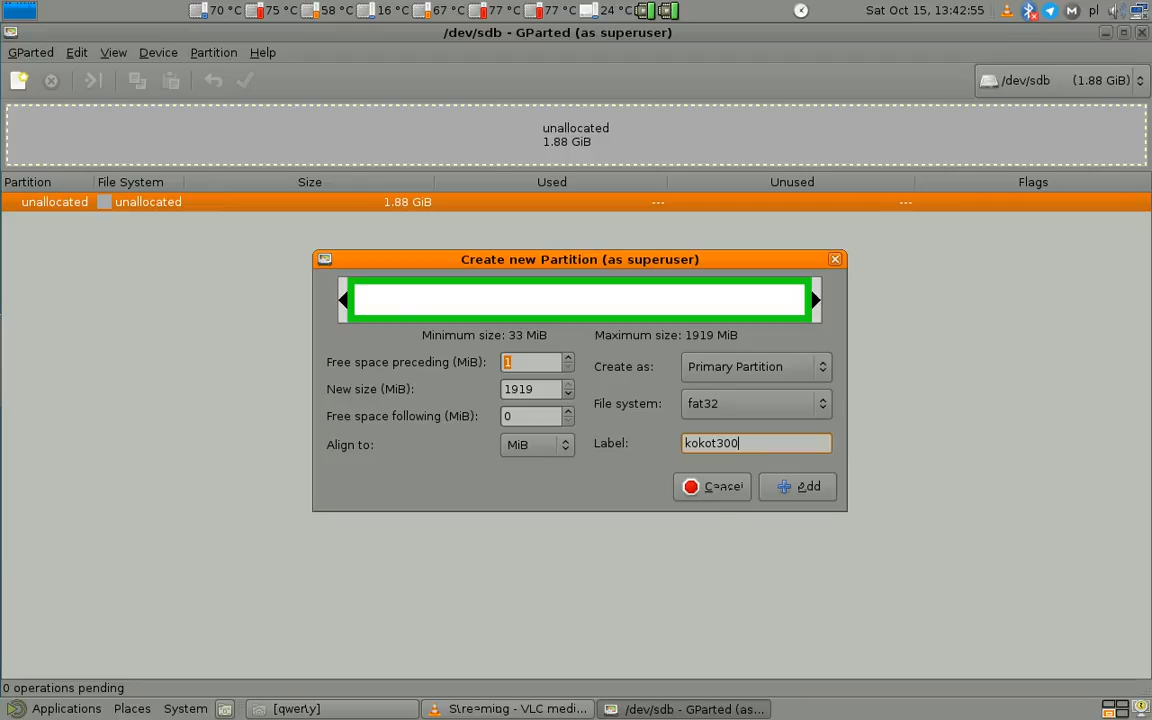 70 °C 75 °C 58 °C 16 °C 67 °C 77 °C 77 °C 24 °C Sat Oct 15, 13:42:55 pl
/dev/sdb - GParted (as superuser)
GParted Edit View Device Partition Help
/dev/sdb (1.88 GiB)
unallocated
1.88 GiB
Partition File System Size Used Unused Flags
unallocated unallocated 1.88 GiB --- ---
Create new Partition (as superuser)
Minimum size: 33 MiB Maximum size: 1919 MiB
Free space preceding (MiB): 1 Create as: Primary Partition
New size (MiB): 1919 File system: fat32
Free space following (MiB): 0
Align to: MiB Label: kokot300
Cancel Add
0 operations pending
Applications Places System [qwerty] Streaming - VLC medi... /dev/sdb - GParted (as...